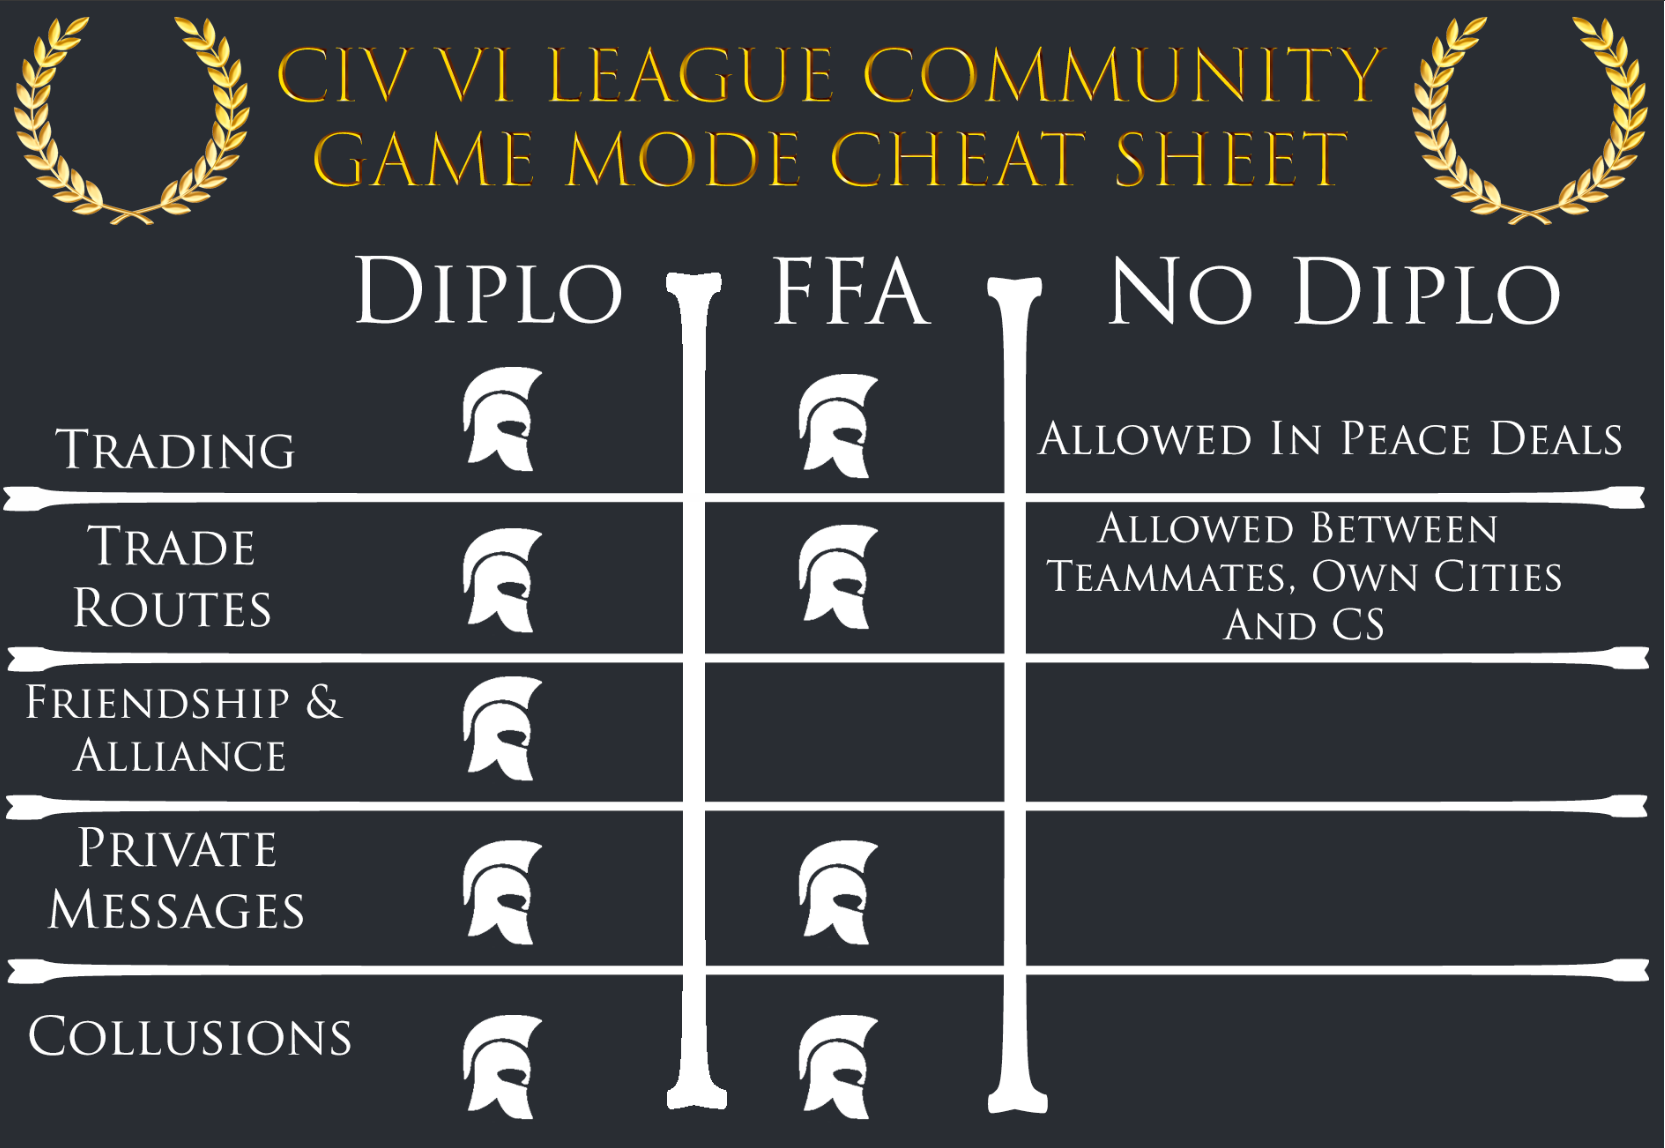 CIV VI LEAGUE COMMUNITY
GAME MODE CHEAT SHEET
DIPLO
FFA
NO DIPLO
TRADING
ALLOWED IN PEACE DEALS
TRADE
ROUTES
ALLOWED BETWEEN
TEAMMATES, OWN CITIES
AND CS
FRIENDSHIP &
ALLIANCE
PRIVATE
MESSAGES
COLLUSIONS